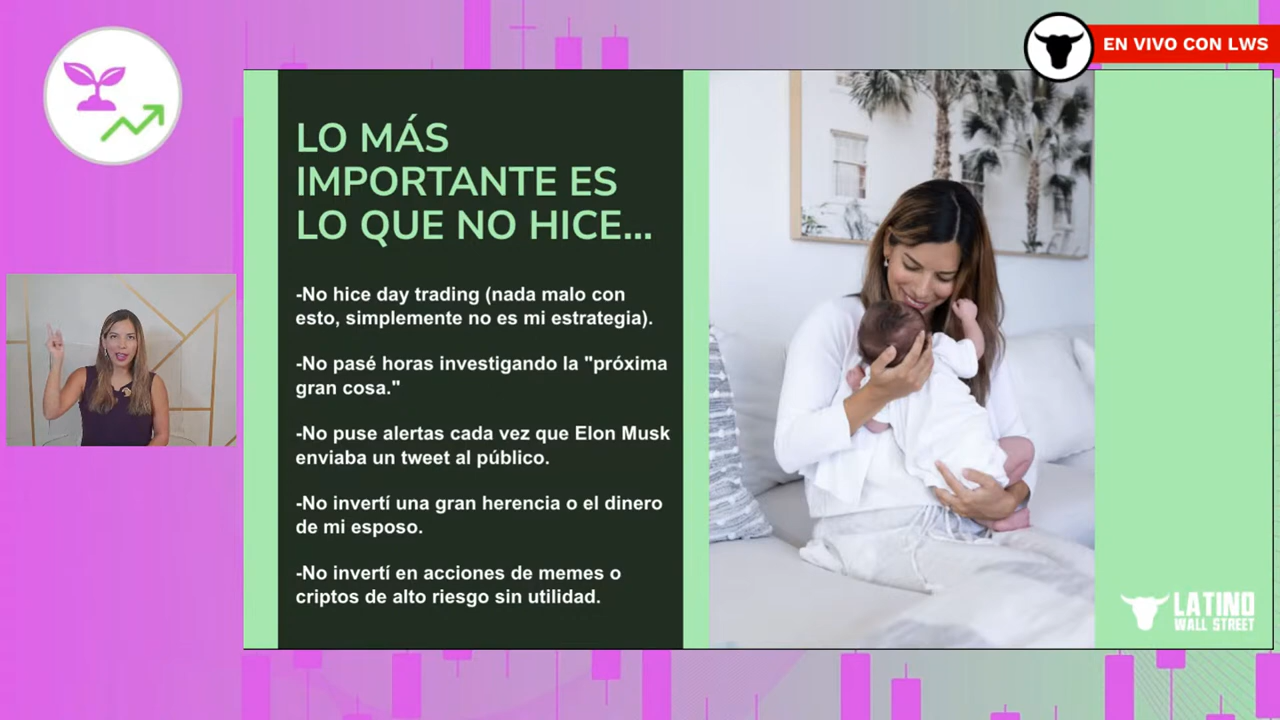 EN VIVO CON LWS
LO MÁS
IMPORTANTE ES
LO QUE NO HICE...
-No hice day trading (nada malo con
esto, simplemente no es mi estrategia).
-No pasé horas investigando la "próxima
gran cosa."
-No puse alertas cada vez que Elon Musk
enviaba un tweet al público.
-No invertí una gran herencia o el dinero
de mi esposo.
-No invertí en acciones de memes o
criptos de alto riesgo sin utilidad.
LATINO
WALL STREET